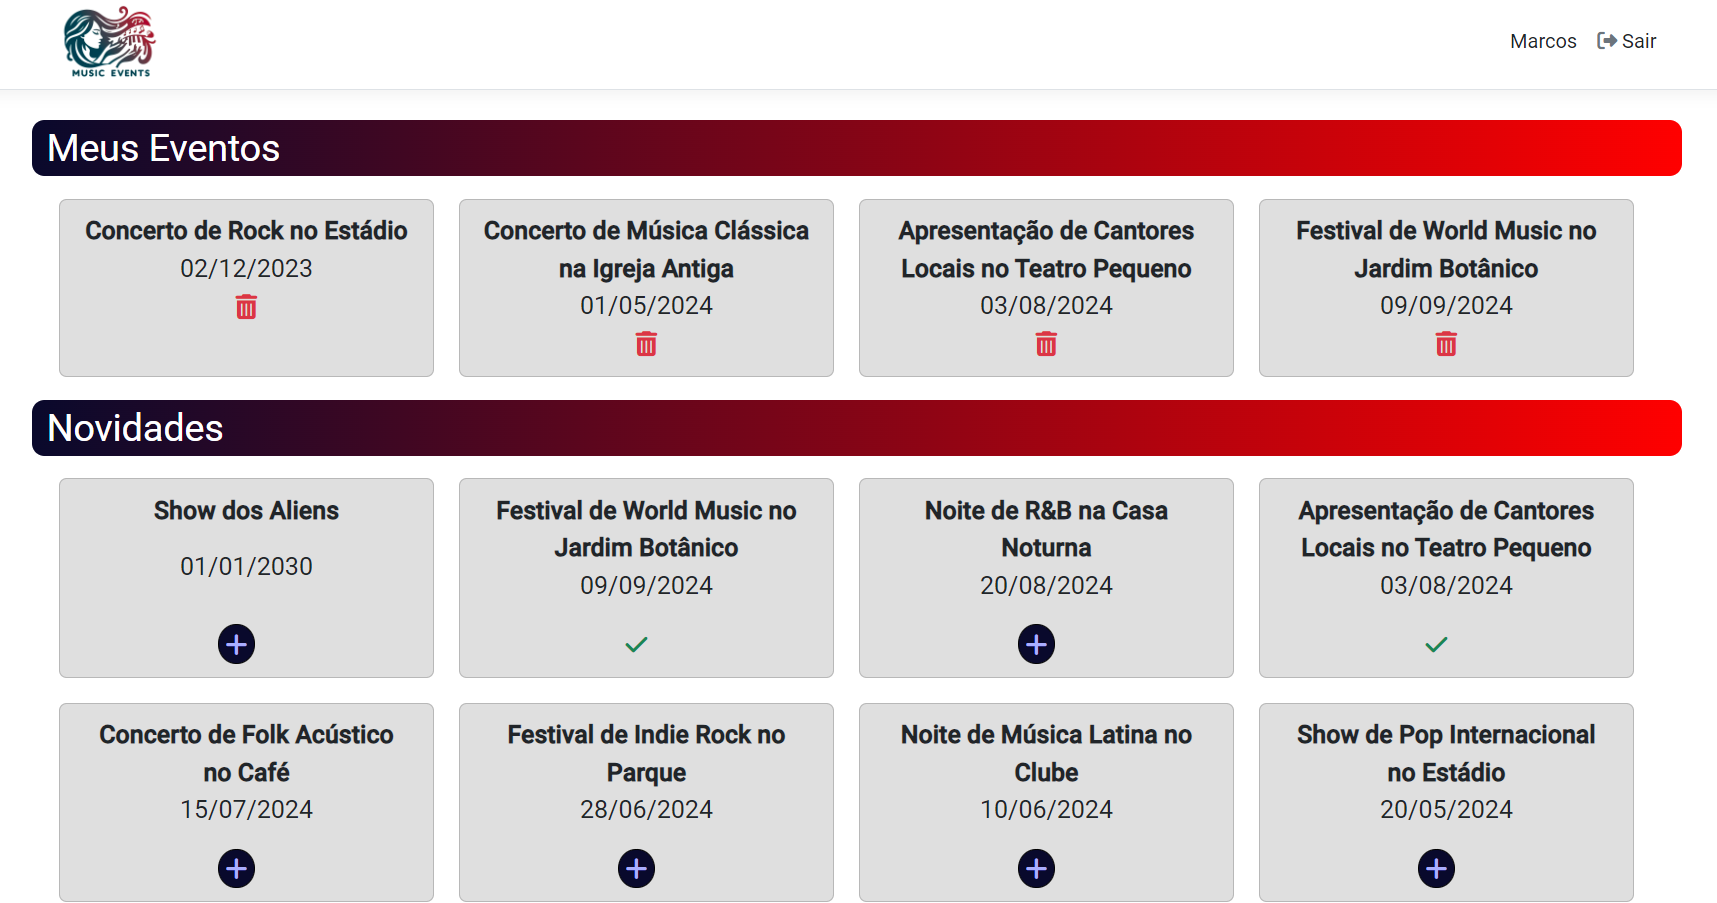 MUSIC EVENTS
Marcos
Sair
Meus Eventos
Concerto de Rock no Estádio
02/12/2023
Concerto de Música Clássica
na Igreja Antiga
01/05/2024
Apresentação de Cantores
Locais no Teatro Pequeno
03/08/2024
Festival de World Music no
Jardim Botânico
09/09/2024
Novidades
Show dos Aliens
01/01/2030
Festival de World Music no
Jardim Botânico
09/09/2024
Noite de R&B na Casa
Noturna
20/08/2024
Apresentação de Cantores
Locais no Teatro Pequeno
03/08/2024
Concerto de Folk Acústico
no Café
15/07/2024
Festival de Indie Rock no
Parque
28/06/2024
Noite de Música Latina no
Clube
10/06/2024
Show de Pop Internacional
no Estádio
20/05/2024